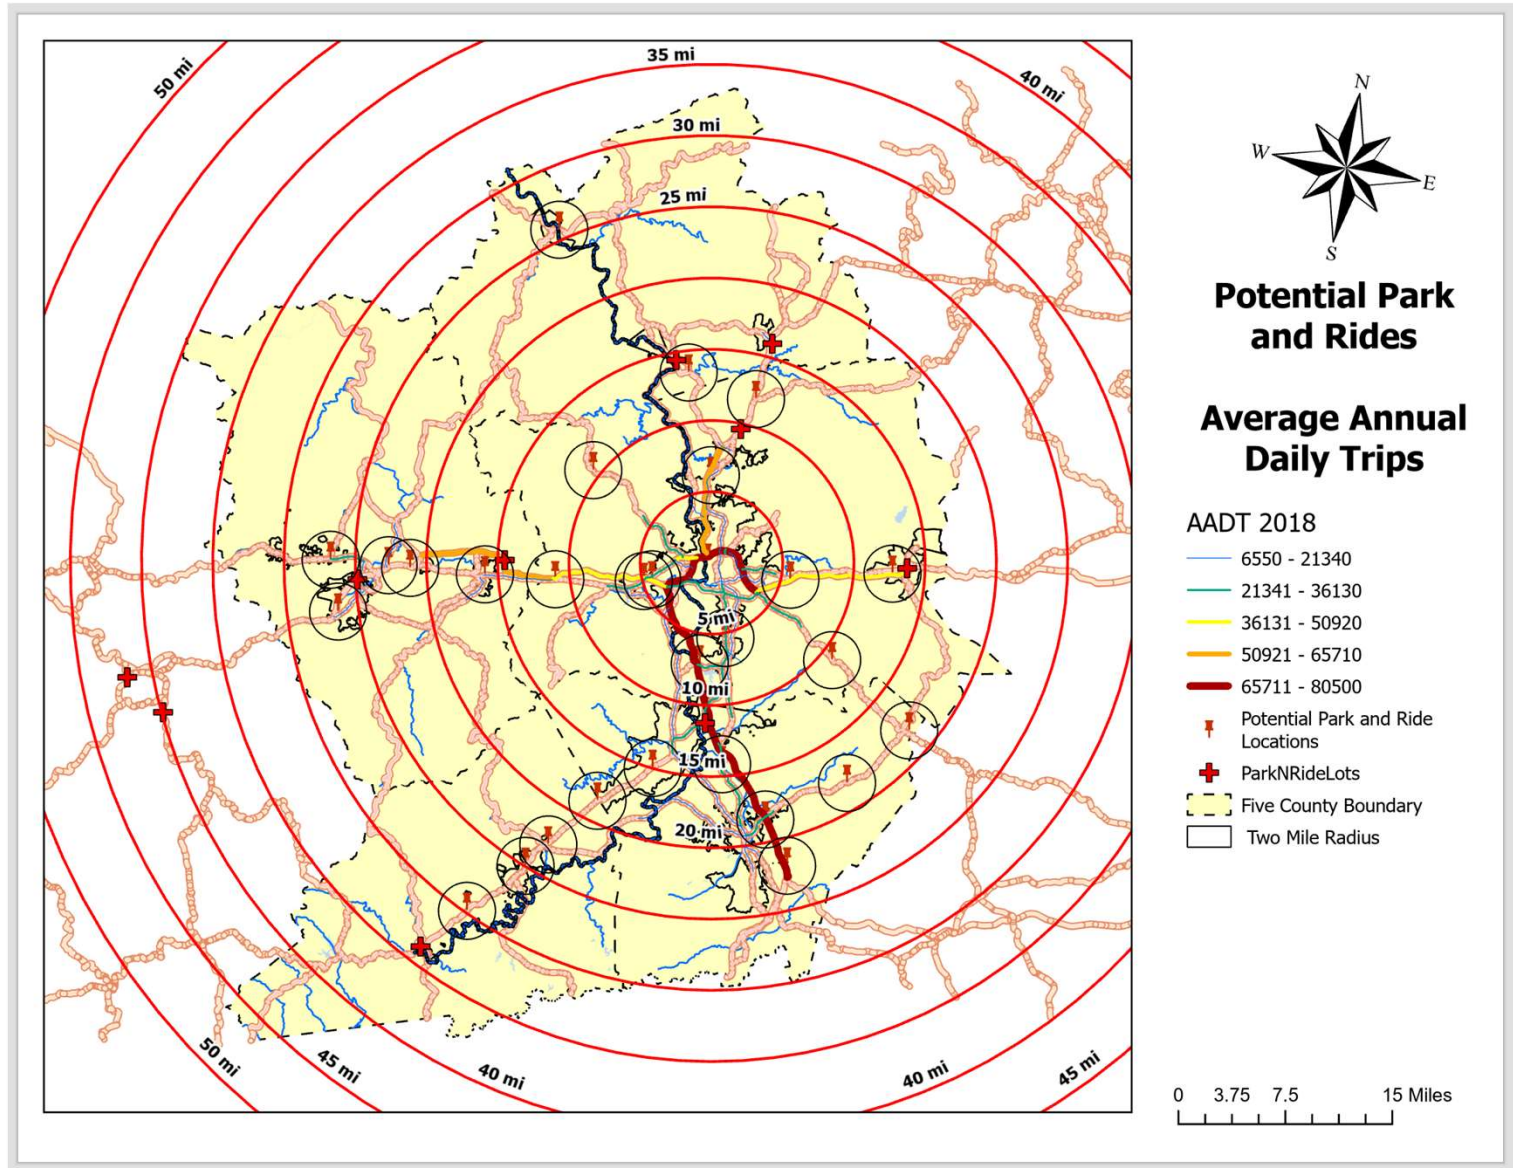 50 mi
35 mi
40 mi
30 mi
25 mi
5 mi
10 mi
15 mi
20 mi
50 mi
45 mi
40 mi
40 mi
45 mi
N
W
E
S
Potential Park
and Rides
Average Annual
Daily Trips
AADT 2018
6550 - 21340
21341 - 36130
36131 - 50920
50921 - 65710
65711 - 80500
Potential Park and Ride
Locations
ParkNRideLots
Five County Boundary
Two Mile Radius
0 3.75 7.5 15 Miles